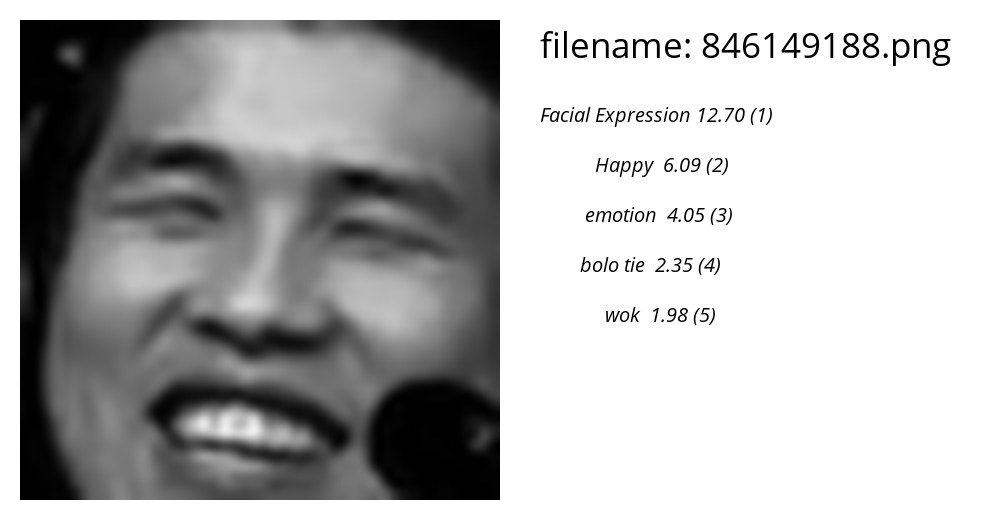 filename: 846149188.png
Facial Expression 12.70 (1)
Happy 6.09 (2)
emotion 4.05 (3)
bolo tie 2.35 (4)
wok 1.98 (5)